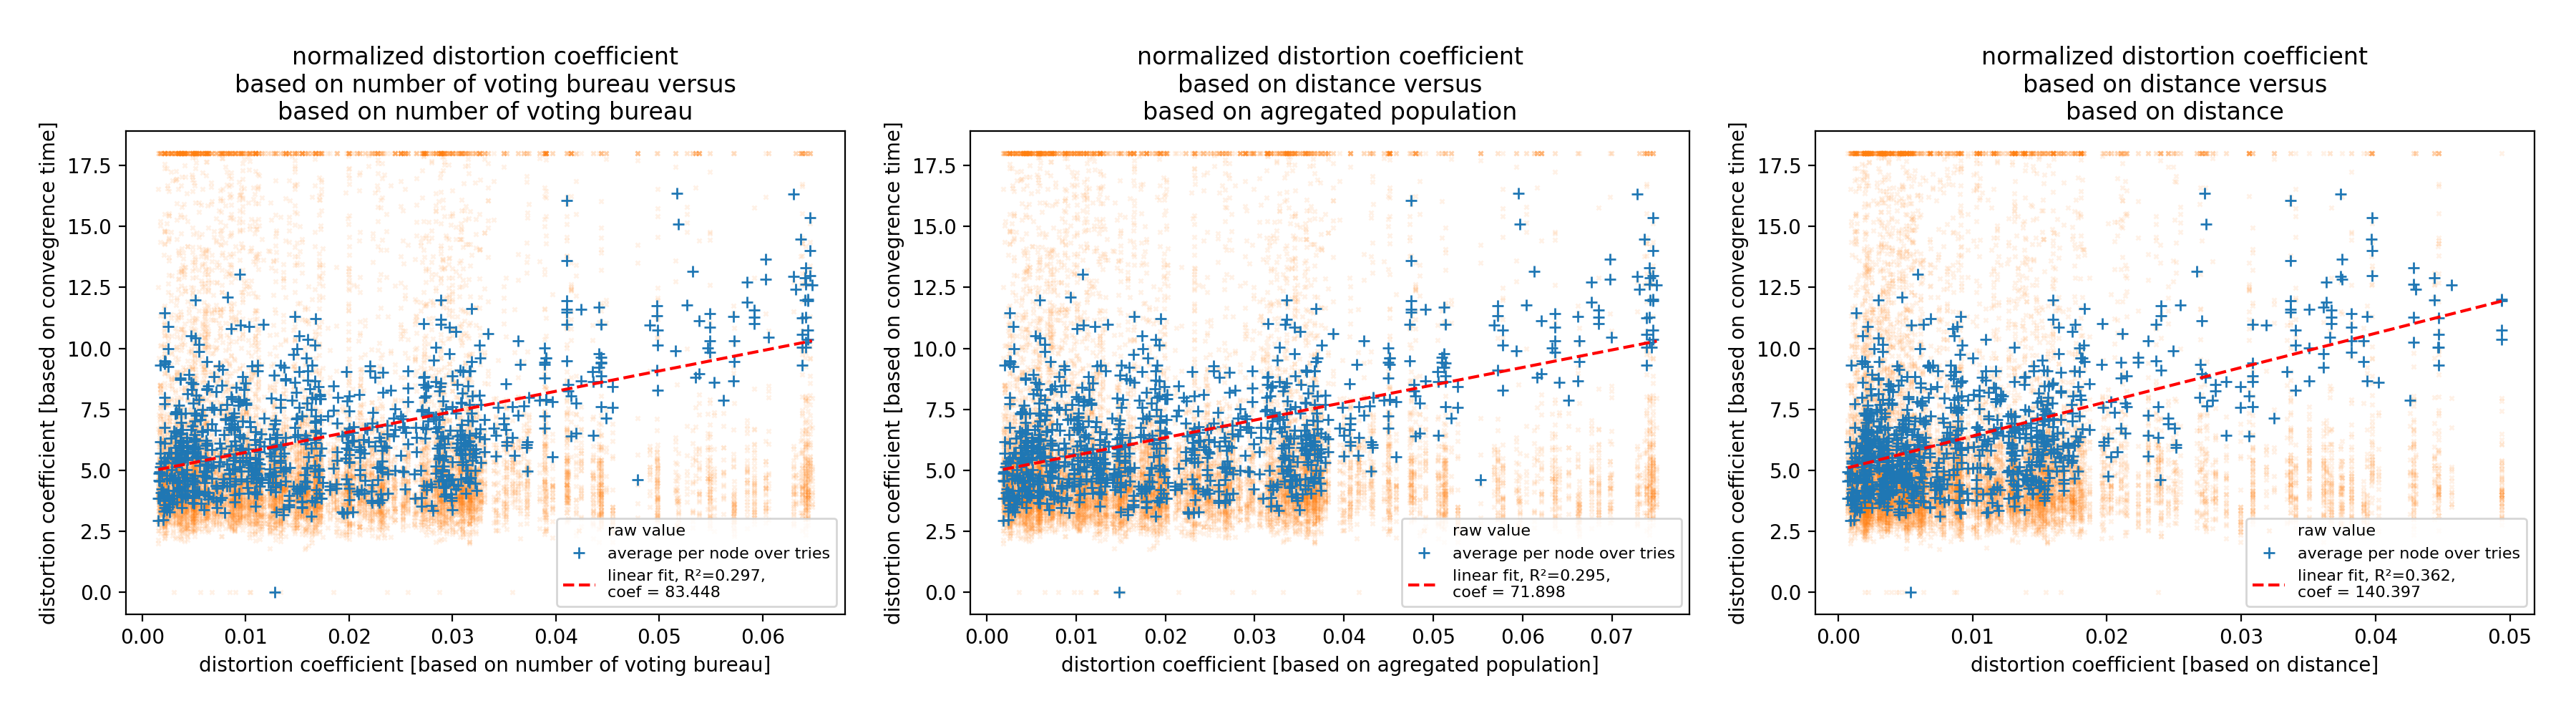 normalized distortion coefficient
based on number of voting bureau versus
based on number of voting bureau
distortion coefficient [based on convegrence time]
17.5
15.0
12.5
10.0
7.5
5.0
2.5
0.0
raw value
average per node over tries
linear fit, R²=0.297,
coef = 83.448
0.00 0.01 0.02 0.03 0.04 0.05 0.06
distortion coefficient [based on number of voting bureau]
normalized distortion coefficient
based on distance versus
based on agregated population
distortion coefficient [based on convegrence time]
17.5
15.0
12.5
10.0
7.5
5.0
2.5
0.0
raw value
average per node over tries
linear fit, R²=0.295,
coef = 71.898
0.00 0.01 0.02 0.03 0.04 0.05 0.06 0.07
distortion coefficient [based on agregated population]
normalized distortion coefficient
based on distance versus
based on distance
distortion coefficient [based on convegrence time]
17.5
15.0
12.5
10.0
7.5
5.0
2.5
0.0
raw value
average per node over tries
linear fit, R²=0.362,
coef = 140.397
0.00 0.01 0.02 0.03 0.04 0.05
distortion coefficient [based on distance]